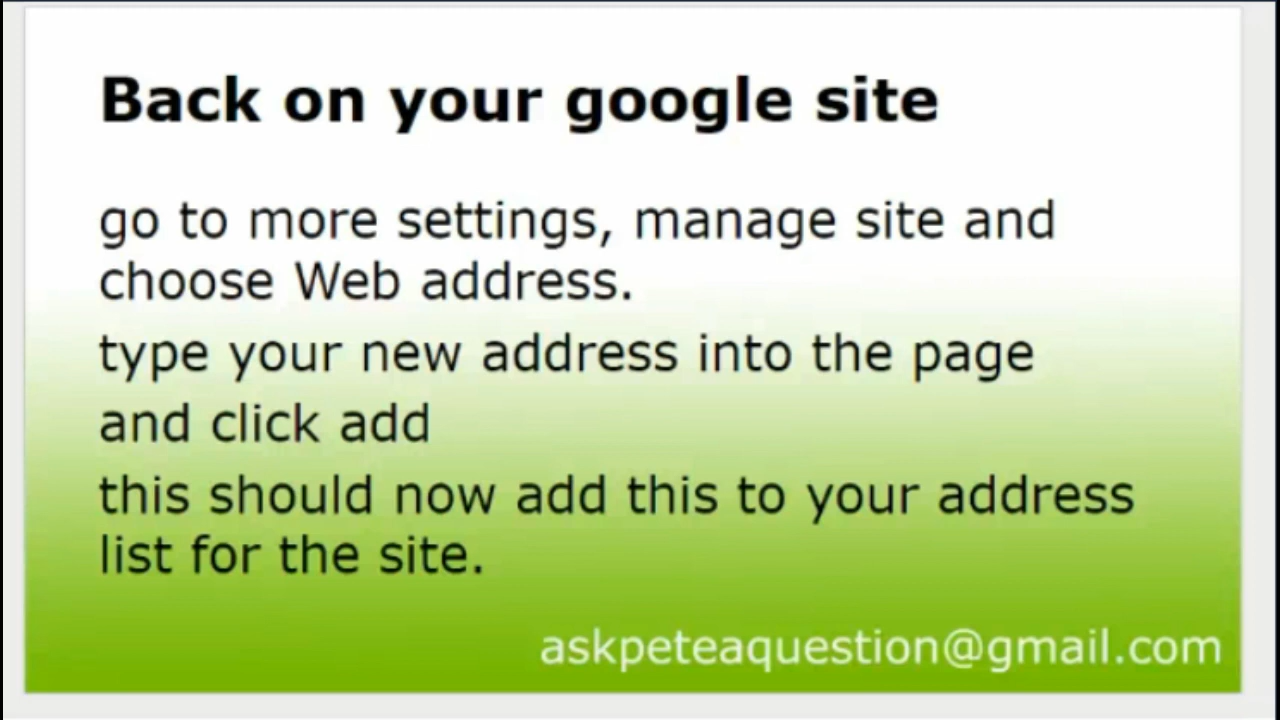 Back on your google site
go to more settings, manage site and
choose Web address.
type your new address into the page
and click add
this should now add this to your address
list for the site.
askpeteaquestion@gmail.com